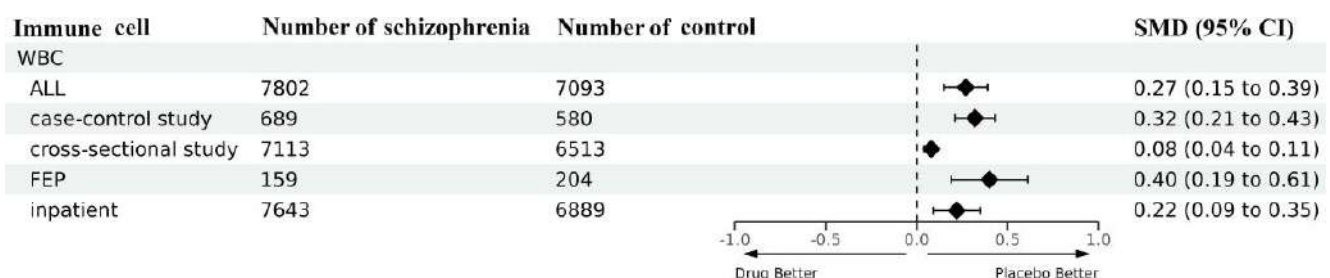 Immune cell Number of schizophrenia Number of control SMD (95% CI)
WBC
ALL 7802 7093 0.27 (0.15 to 0.39)
case-control study 689 580 0.32 (0.21 to 0.43)
cross-sectional study 7113 6513 0.08 (0.04 to 0.11)
FEP 159 204 0.40 (0.19 to 0.61)
inpatient 7643 6889 0.22 (0.09 to 0.35)
-1.0 -0.5 0.0 0.5 1.0
Drug Better Placebo Better